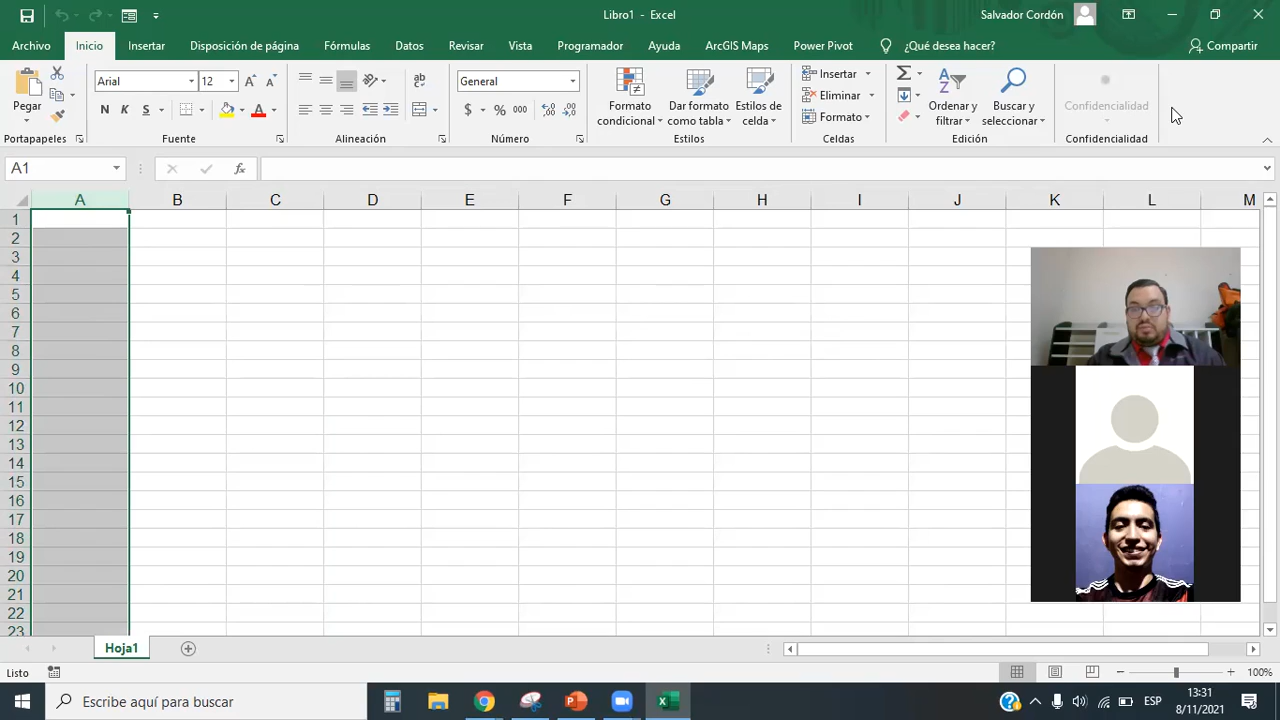 Libro1 - Excel
Salvador Cordón
Archivo Inicio Insertar Disposición de página Fórmulas Datos Revisar Vista Programador Ayuda ArcGIS Maps Power Pivot ¿Qué desea hacer? Compartir
Pegar
Portapapeles
Arial 12
N K S
Fuente
ab
Alineación
General
$ % 000
Número
Formato condicional
Dar formato como tabla
Estilos de celda
Estilos
Insertar
Eliminar
Formato
Celdas
Ordenar y filtrar
Buscar y seleccionar
Edición
Confidencialidad
Confidencialidad
A1 fx
A B C D E F G H I J K L M
1
2
3
4
5
6
7
8
9
10
11
12
13
14
15
16
17
18
19
20
21
22
23
Hoja1
Listo 100%
Escribe aquí para buscar
ESP
13:31
8/11/2021